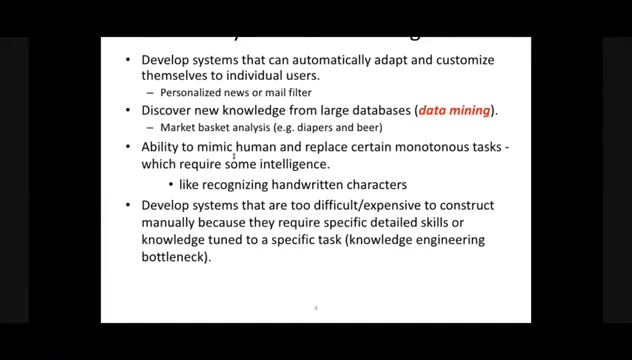 • Develop systems that can automatically adapt and customize
themselves to individual users.
– Personalized news or mail filter
• Discover new knowledge from large databases (data mining).
– Market basket analysis (e.g. diapers and beer)
• Ability to mimic human and replace certain monotonous tasks -
which require some intelligence.
• like recognizing handwritten characters
• Develop systems that are too difficult/expensive to construct
manually because they require specific detailed skills or
knowledge tuned to a specific task (knowledge engineering
bottleneck).
4